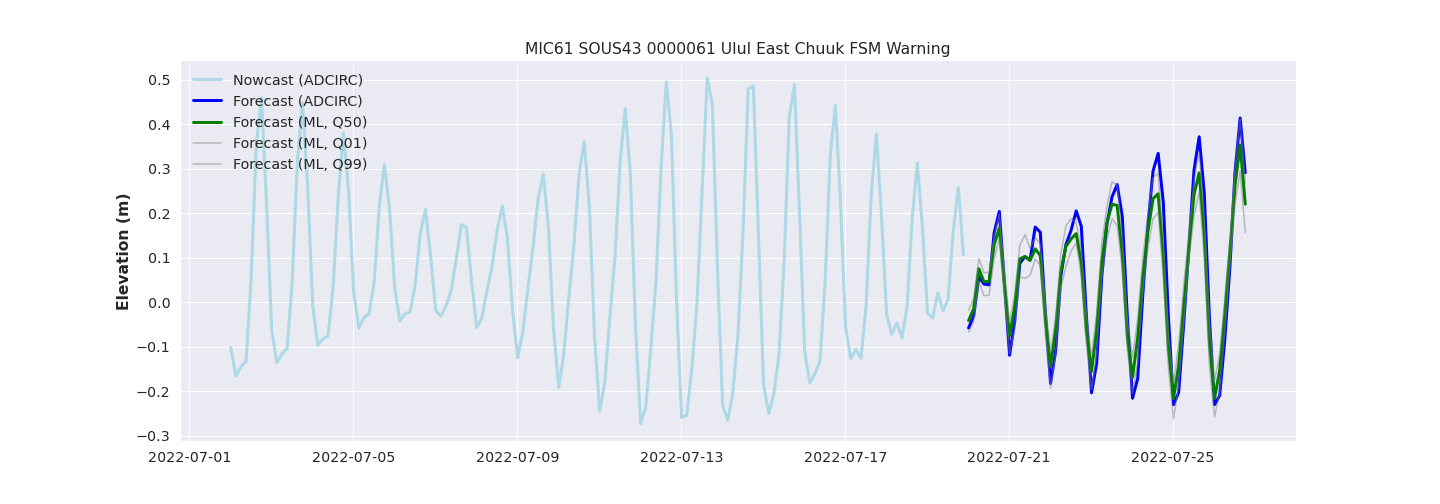 MIC61 SOUS43 0000061 Ulul East Chuuk FSM Warning
Nowcast (ADCIRC)
Forecast (ADCIRC)
Forecast (ML, Q50)
Forecast (ML, Q01)
Forecast (ML, Q99)
Elevation (m)
0.5
0.4
0.3
0.2
0.1
0.0
−0.1
−0.2
−0.3
2022-07-01 2022-07-05 2022-07-09 2022-07-13 2022-07-17 2022-07-21 2022-07-25